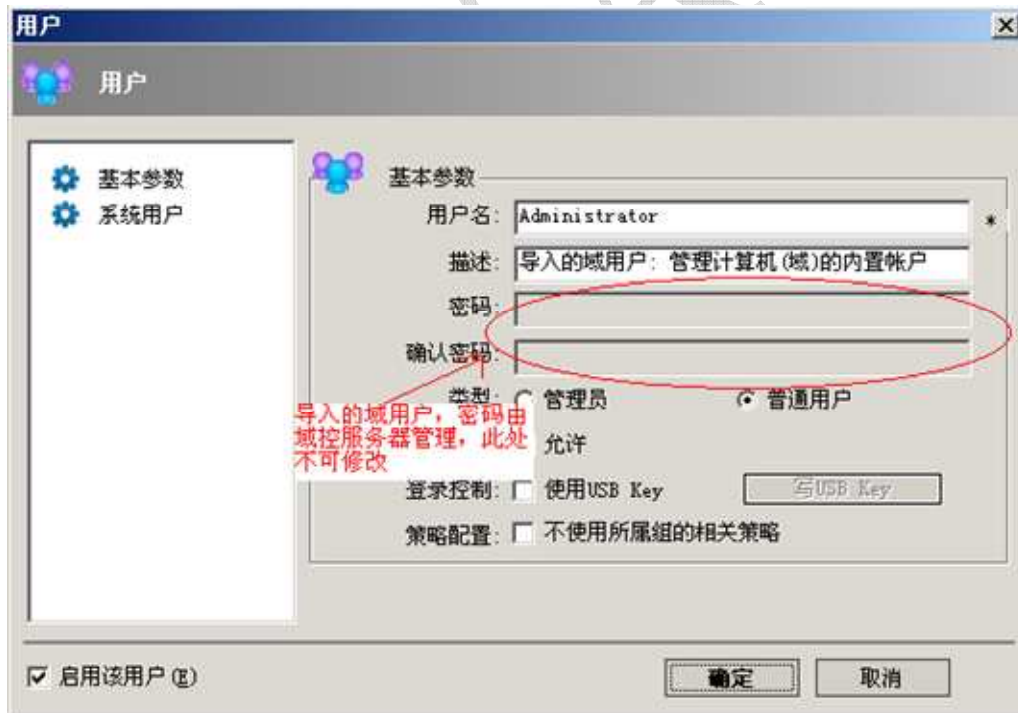 用户
用户
基本参数
系统用户
基本参数
用户名: Administrator *
描述: 导入的域用户: 管理计算机(域)的内置帐户
密码:
确认密码:
类型: 管理员 普通用户
导入的域用户，密码由
域控服务器管理，此处
不可修改
允许
登录控制: 使用USB Key 写USB Key
策略配置: 不使用所属组的相关策略
启用该用户(E)
确定 取消